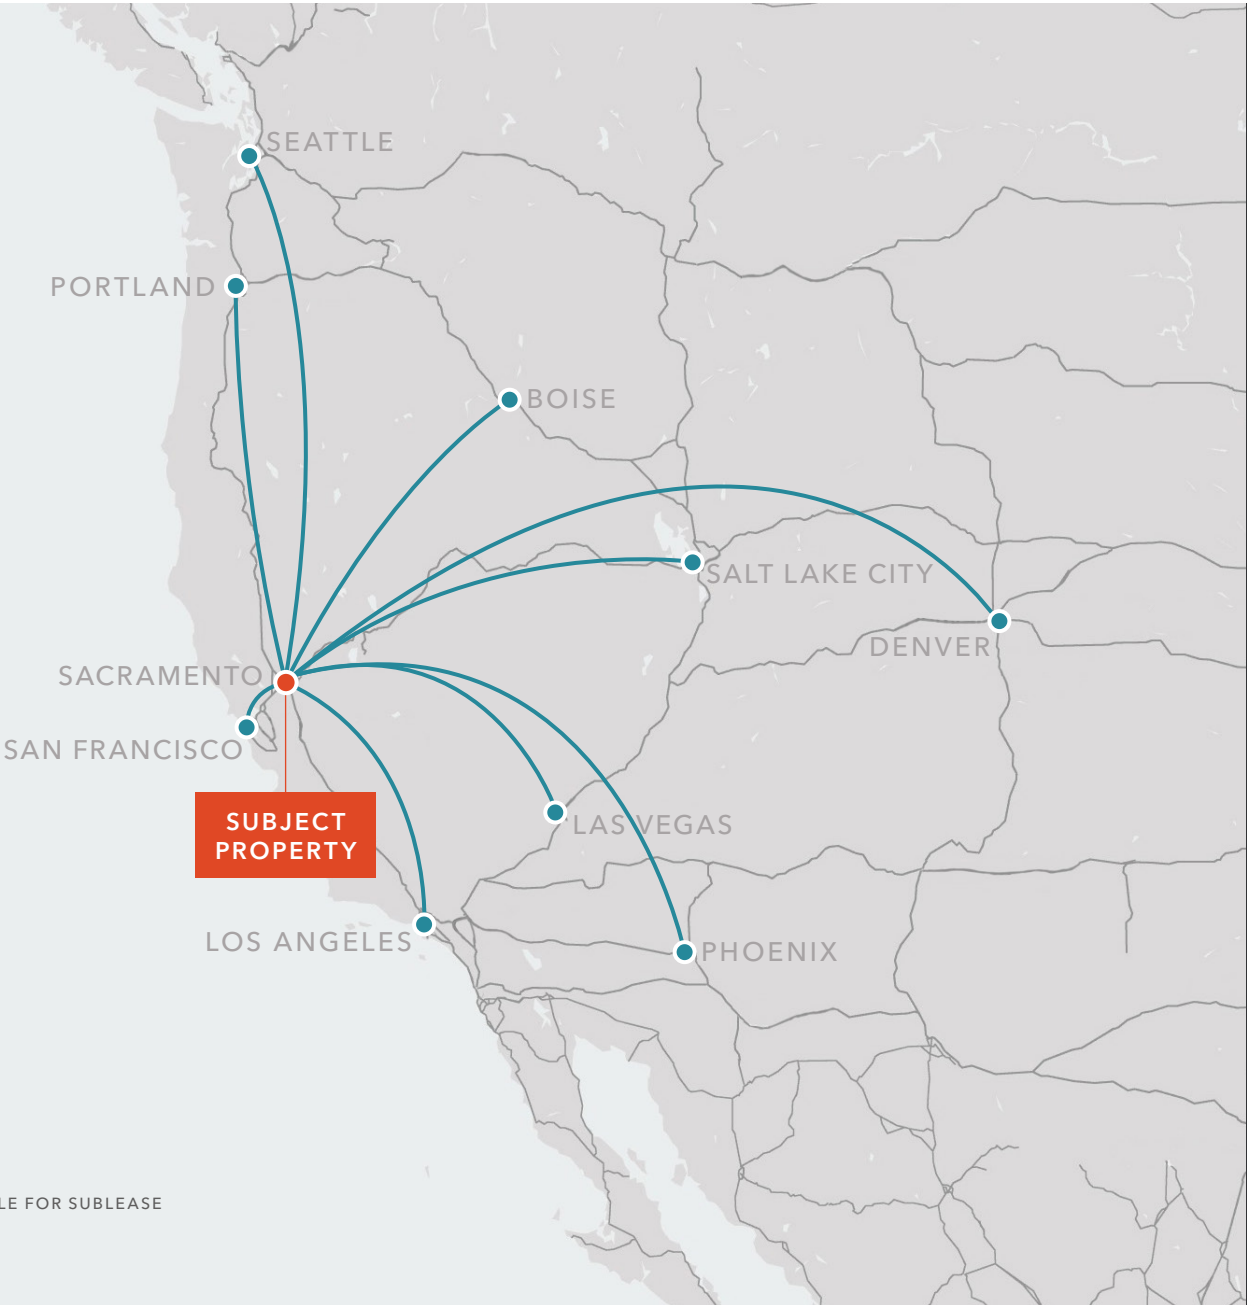 SEATTLE
PORTLAND
BOISE
SALT LAKE CITY
DENVER
SACRAMENTO
SAN FRANCISCO
SUBJECT
PROPERTY
LAS VEGAS
LOS ANGELES
PHOENIX
LE FOR SUBLEASE